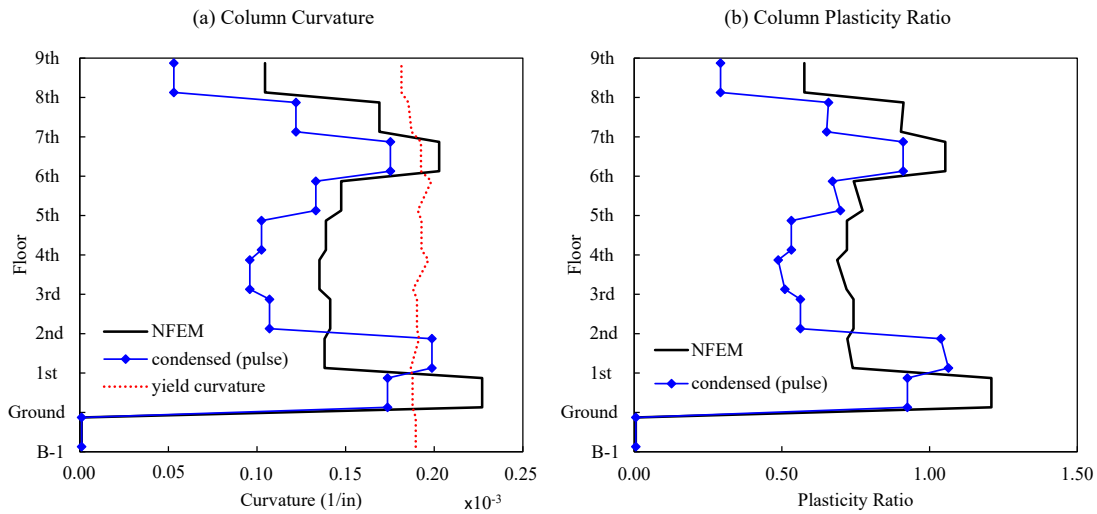 (a) Column Curvature
9th
8th
7th
6th
5th
4th
3rd
2nd
1st
Ground
B-1
Floor
NFEM
condensed (pulse)
yield curvature
0.00 0.05 0.10 0.15 0.20 0.25
Curvature (1/in)
x10-3
(b) Column Plasticity Ratio
9th
8th
7th
6th
5th
4th
3rd
2nd
1st
Ground
B-1
Floor
NFEM
condensed (pulse)
0.00 0.50 1.00 1.50
Plasticity Ratio